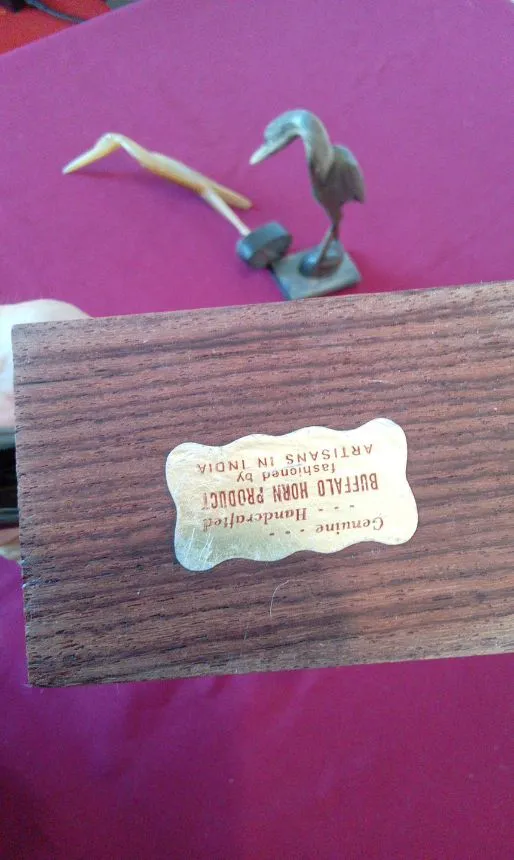 Genuine - Handcrafted
BUFFALO HORN PRODUCT
fashioned by
ARTISANS IN INDIA